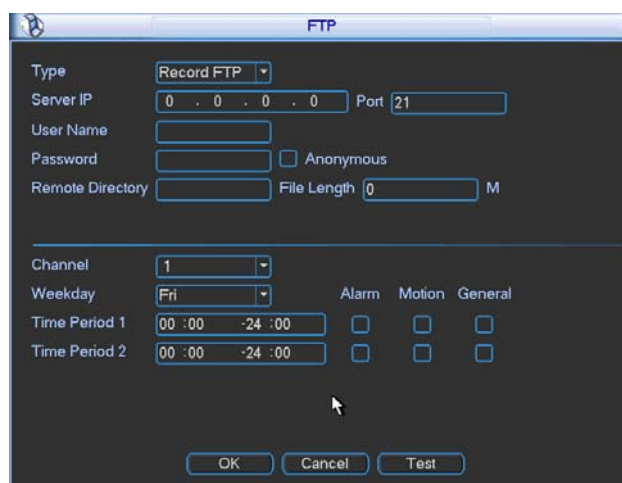 FTP
Type Record FTP
Server IP 0 . 0 . 0 . 0 Port 21
User Name
Password Anonymous
Remote Directory File Length 0 M
Channel 1
Weekday Fri Alarm Motion General
Time Period 1 00 :00 -24 :00
Time Period 2 00 :00 -24 :00
OK Cancel Test